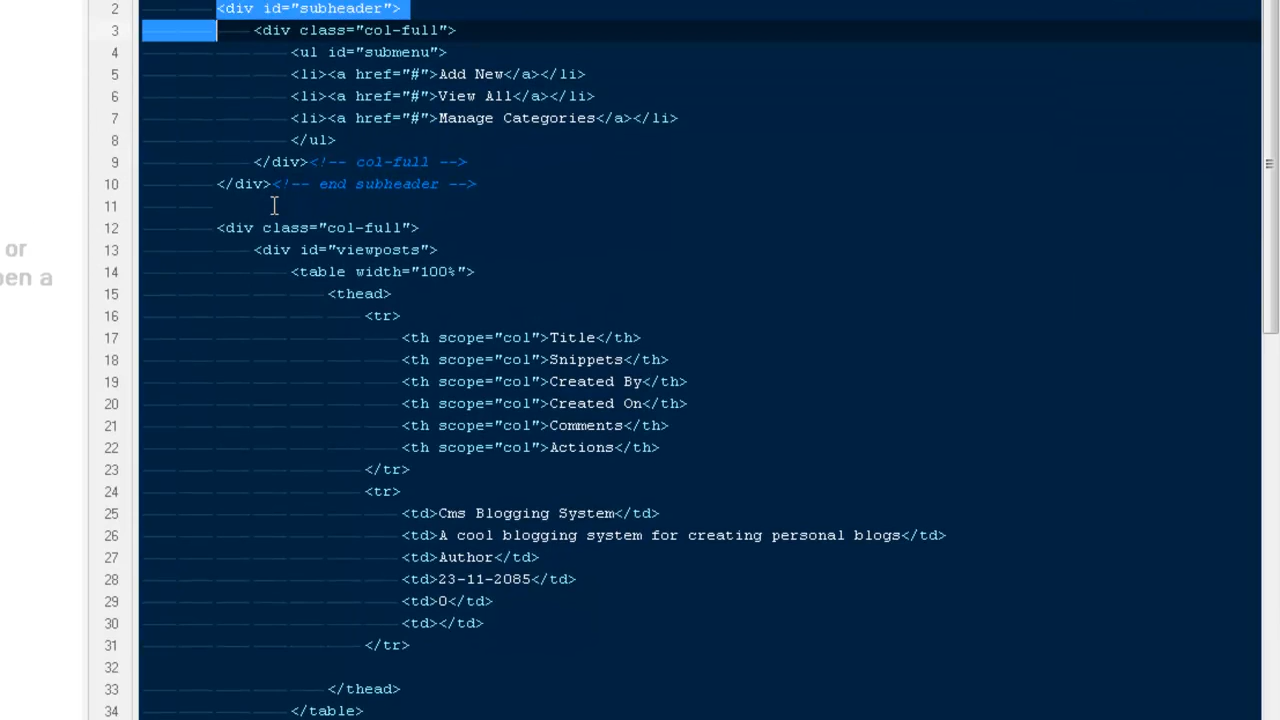 2 <div id="subheader">
3 <div class="col-full">
4 <ul id="submenu">
5 <li><a href="#">Add New</a></li>
6 <li><a href="#">View All</a></li>
7 <li><a href="#">Manage Categories</a></li>
8 </ul>
9 </div><!-- col-full -->
10 </div><!-- end subheader -->
11
12 <div class="col-full">
or
13 <div id="viewposts">
14 <table width="100%">
pen a
15 <thead>
16 <tr>
17 <th scope="col">Title</th>
18 <th scope="col">Snippets</th>
19 <th scope="col">Created By</th>
20 <th scope="col">Created On</th>
21 <th scope="col">Comments</th>
22 <th scope="col">Actions</th>
23 </tr>
24 <tr>
25 <td>Cms Blogging System</td>
26 <td>A cool blogging system for creating personal blogs</td>
27 <td>Author</td>
28 <td>23-11-2085</td>
29 <td>0</td>
30 <td></td>
31 </tr>
32
33 </thead>
34 </table>